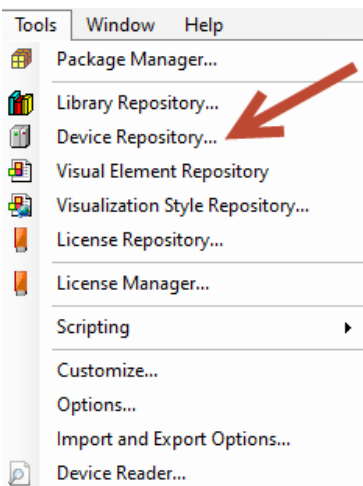 Tools Window Help
Package Manager...
Library Repository...
Device Repository...
Visual Element Repository
Visualization Style Repository...
License Repository...
License Manager...
Scripting
Customize...
Options...
Import and Export Options...
Device Reader...